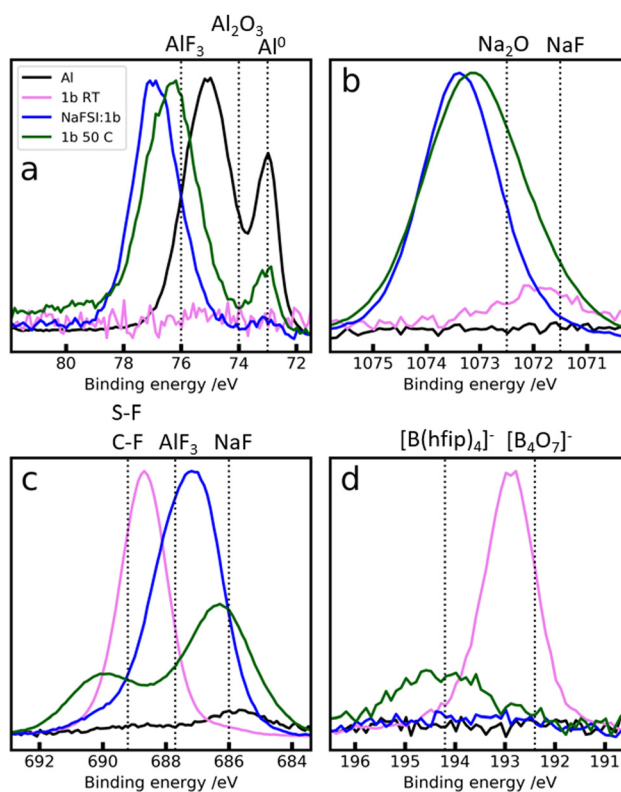 Al₂O₃
AlF₃ Al⁰
Na₂O NaF
Al
1b RT
NaFSI:1b
1b 50 C
a
b
80 78 76 74 72
1075 1074 1073 1072 1071
Binding energy /eV
Binding energy /eV
S-F
C-F AlF₃ NaF
[B(hfip)₄]⁻ [B₄O₇]⁻
c
d
692 690 688 686 684
196 195 194 193 192 191
Binding energy /eV
Binding energy /eV